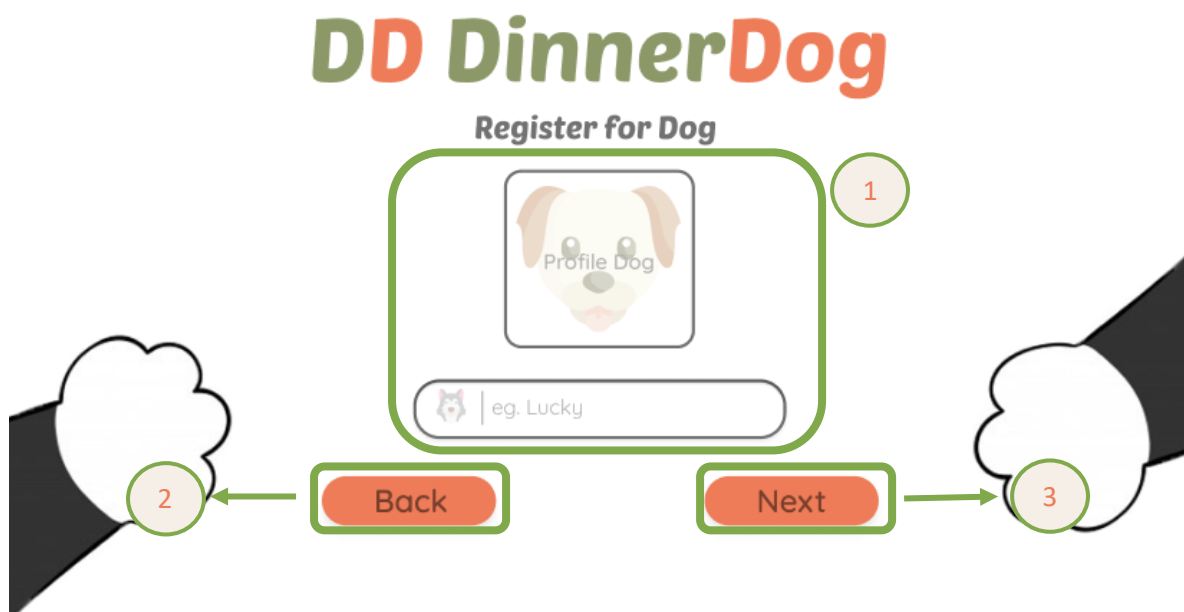 DD DinnerDog
Register for Dog
1
Profile Dog
eg. Lucky
2
Back
Next
3